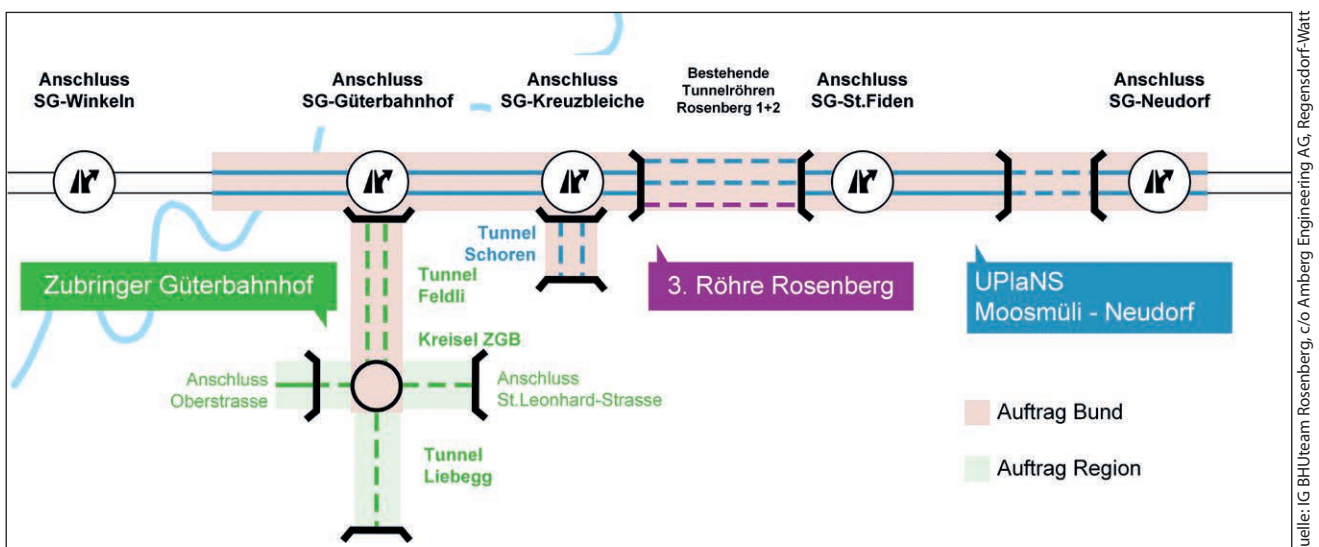 Anschluss
SG-Winkeln
Anschluss
SG-Güterbahnhof
Anschluss
SG-Kreuzbleiche
Bestehende
Tunnelröhren
Rosenberg 1+2
Anschluss
SG-St.Fiden
Anschluss
SG-Neudorf
Zubringer Güterbahnhof
Tunnel
Feldli
Tunnel
Schoren
3. Röhre Rosenberg
UPlaNS
Moosmüli - Neudorf
Kreisel ZGB
Anschluss
Oberstrasse
Anschluss
St.Leonhard-Strasse
Tunnel
Liebegg
Auftrag Bund
Auftrag Region
uelle: IG BHUteam Rosenberg, c/o Amberg Engineering AG, Regensdorf-Watt